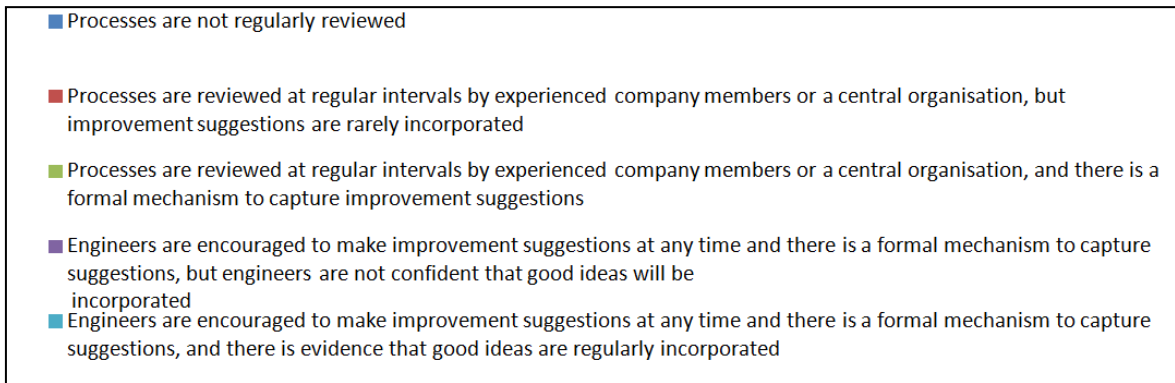 Processes are not regularly reviewed
Processes are reviewed at regular intervals by experienced company members or a central organisation, but
improvement suggestions are rarely incorporated
Processes are reviewed at regular intervals by experienced company members or a central organisation, and there is a
formal mechanism to capture improvement suggestions
Engineers are encouraged to make improvement suggestions at any time and there is a formal mechanism to capture
suggestions, but engineers are not confident that good ideas will be
incorporated
Engineers are encouraged to make improvement suggestions at any time and there is a formal mechanism to capture
suggestions, and there is evidence that good ideas are regularly incorporated